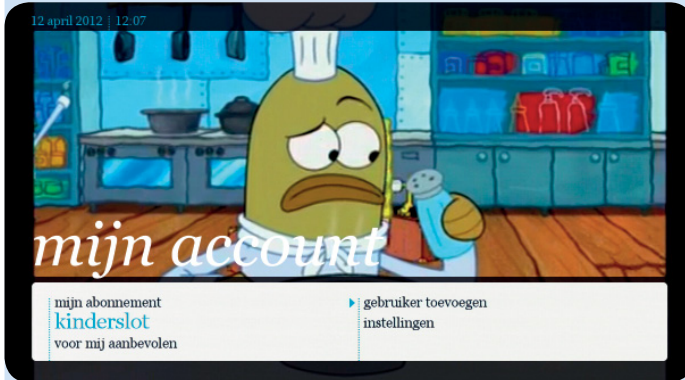 12 april 2012 | 12:07
mijn account
mijn abonnement
kinderslot
voor mij aanbevolen
gebruiker toevoegen
instellingen